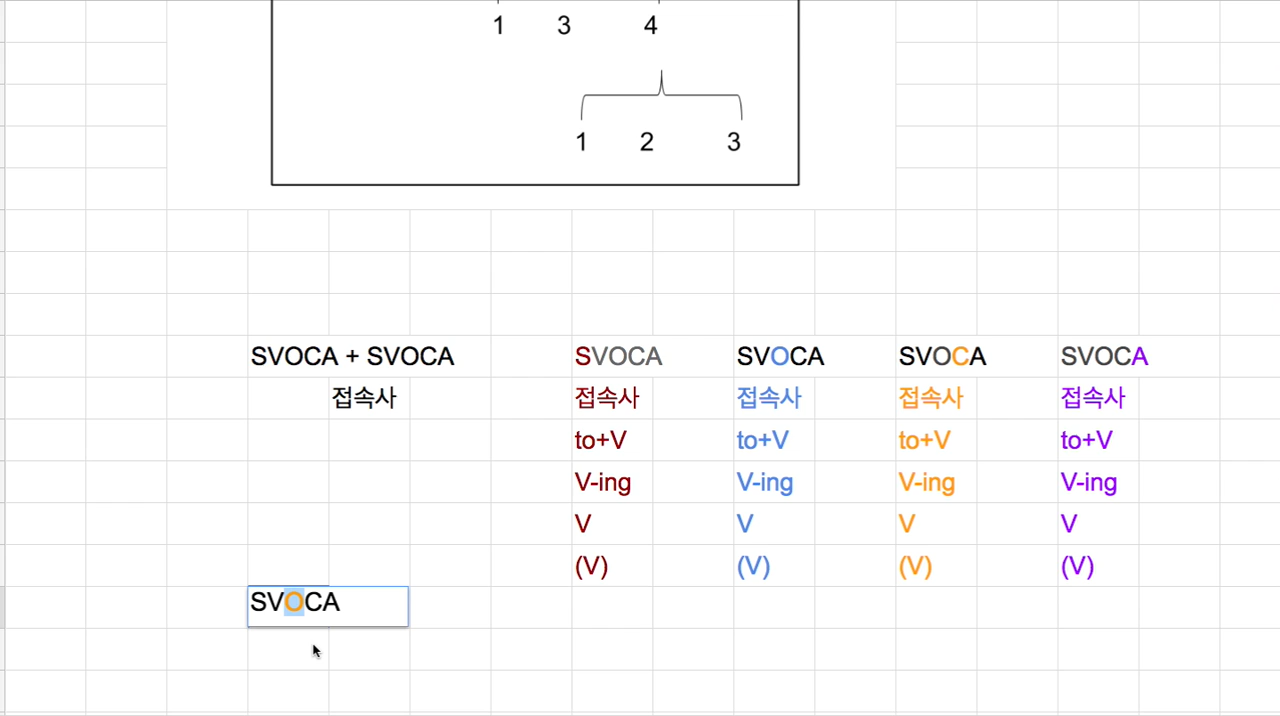 1 3 4
1 2 3
SVOCA + SVOCA SVOCA SVOCA SVOCA SVOCA
접속사 접속사 접속사 접속사 접속사
to+V to+V to+V to+V
V-ing V-ing V-ing V-ing
V V V V
(V) (V) (V) (V)
SVOCA